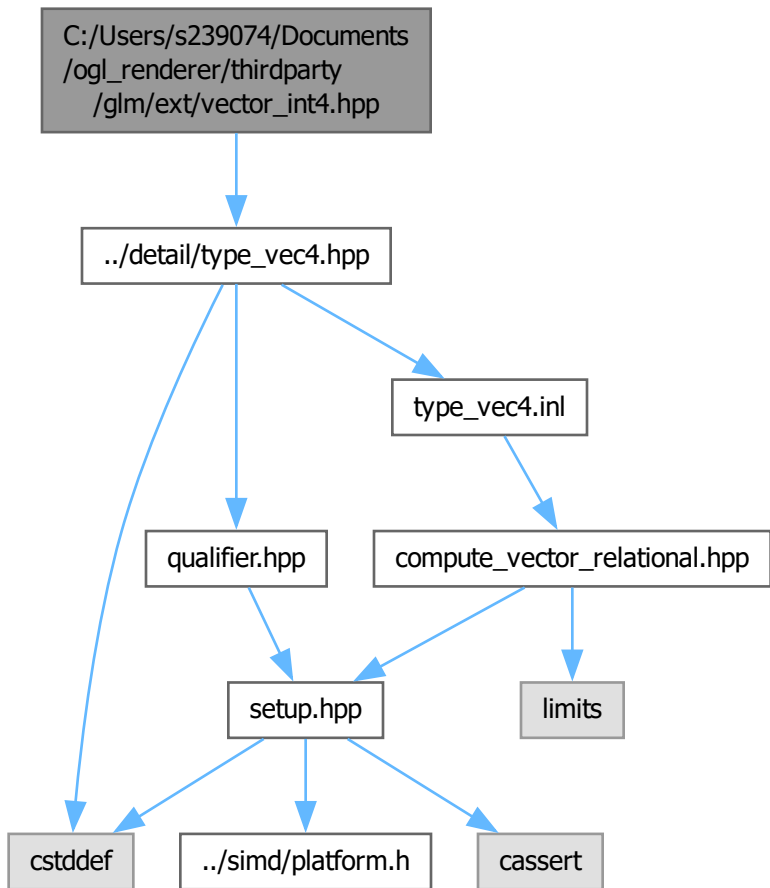 C:/Users/s239074/Documents
/ogl_renderer/thirdparty
/glm/ext/vector_int4.hpp
../detail/type_vec4.hpp
type_vec4.inl
qualifier.hpp
compute_vector_relational.hpp
setup.hpp
limits
cstddef
../simd/platform.h
cassert